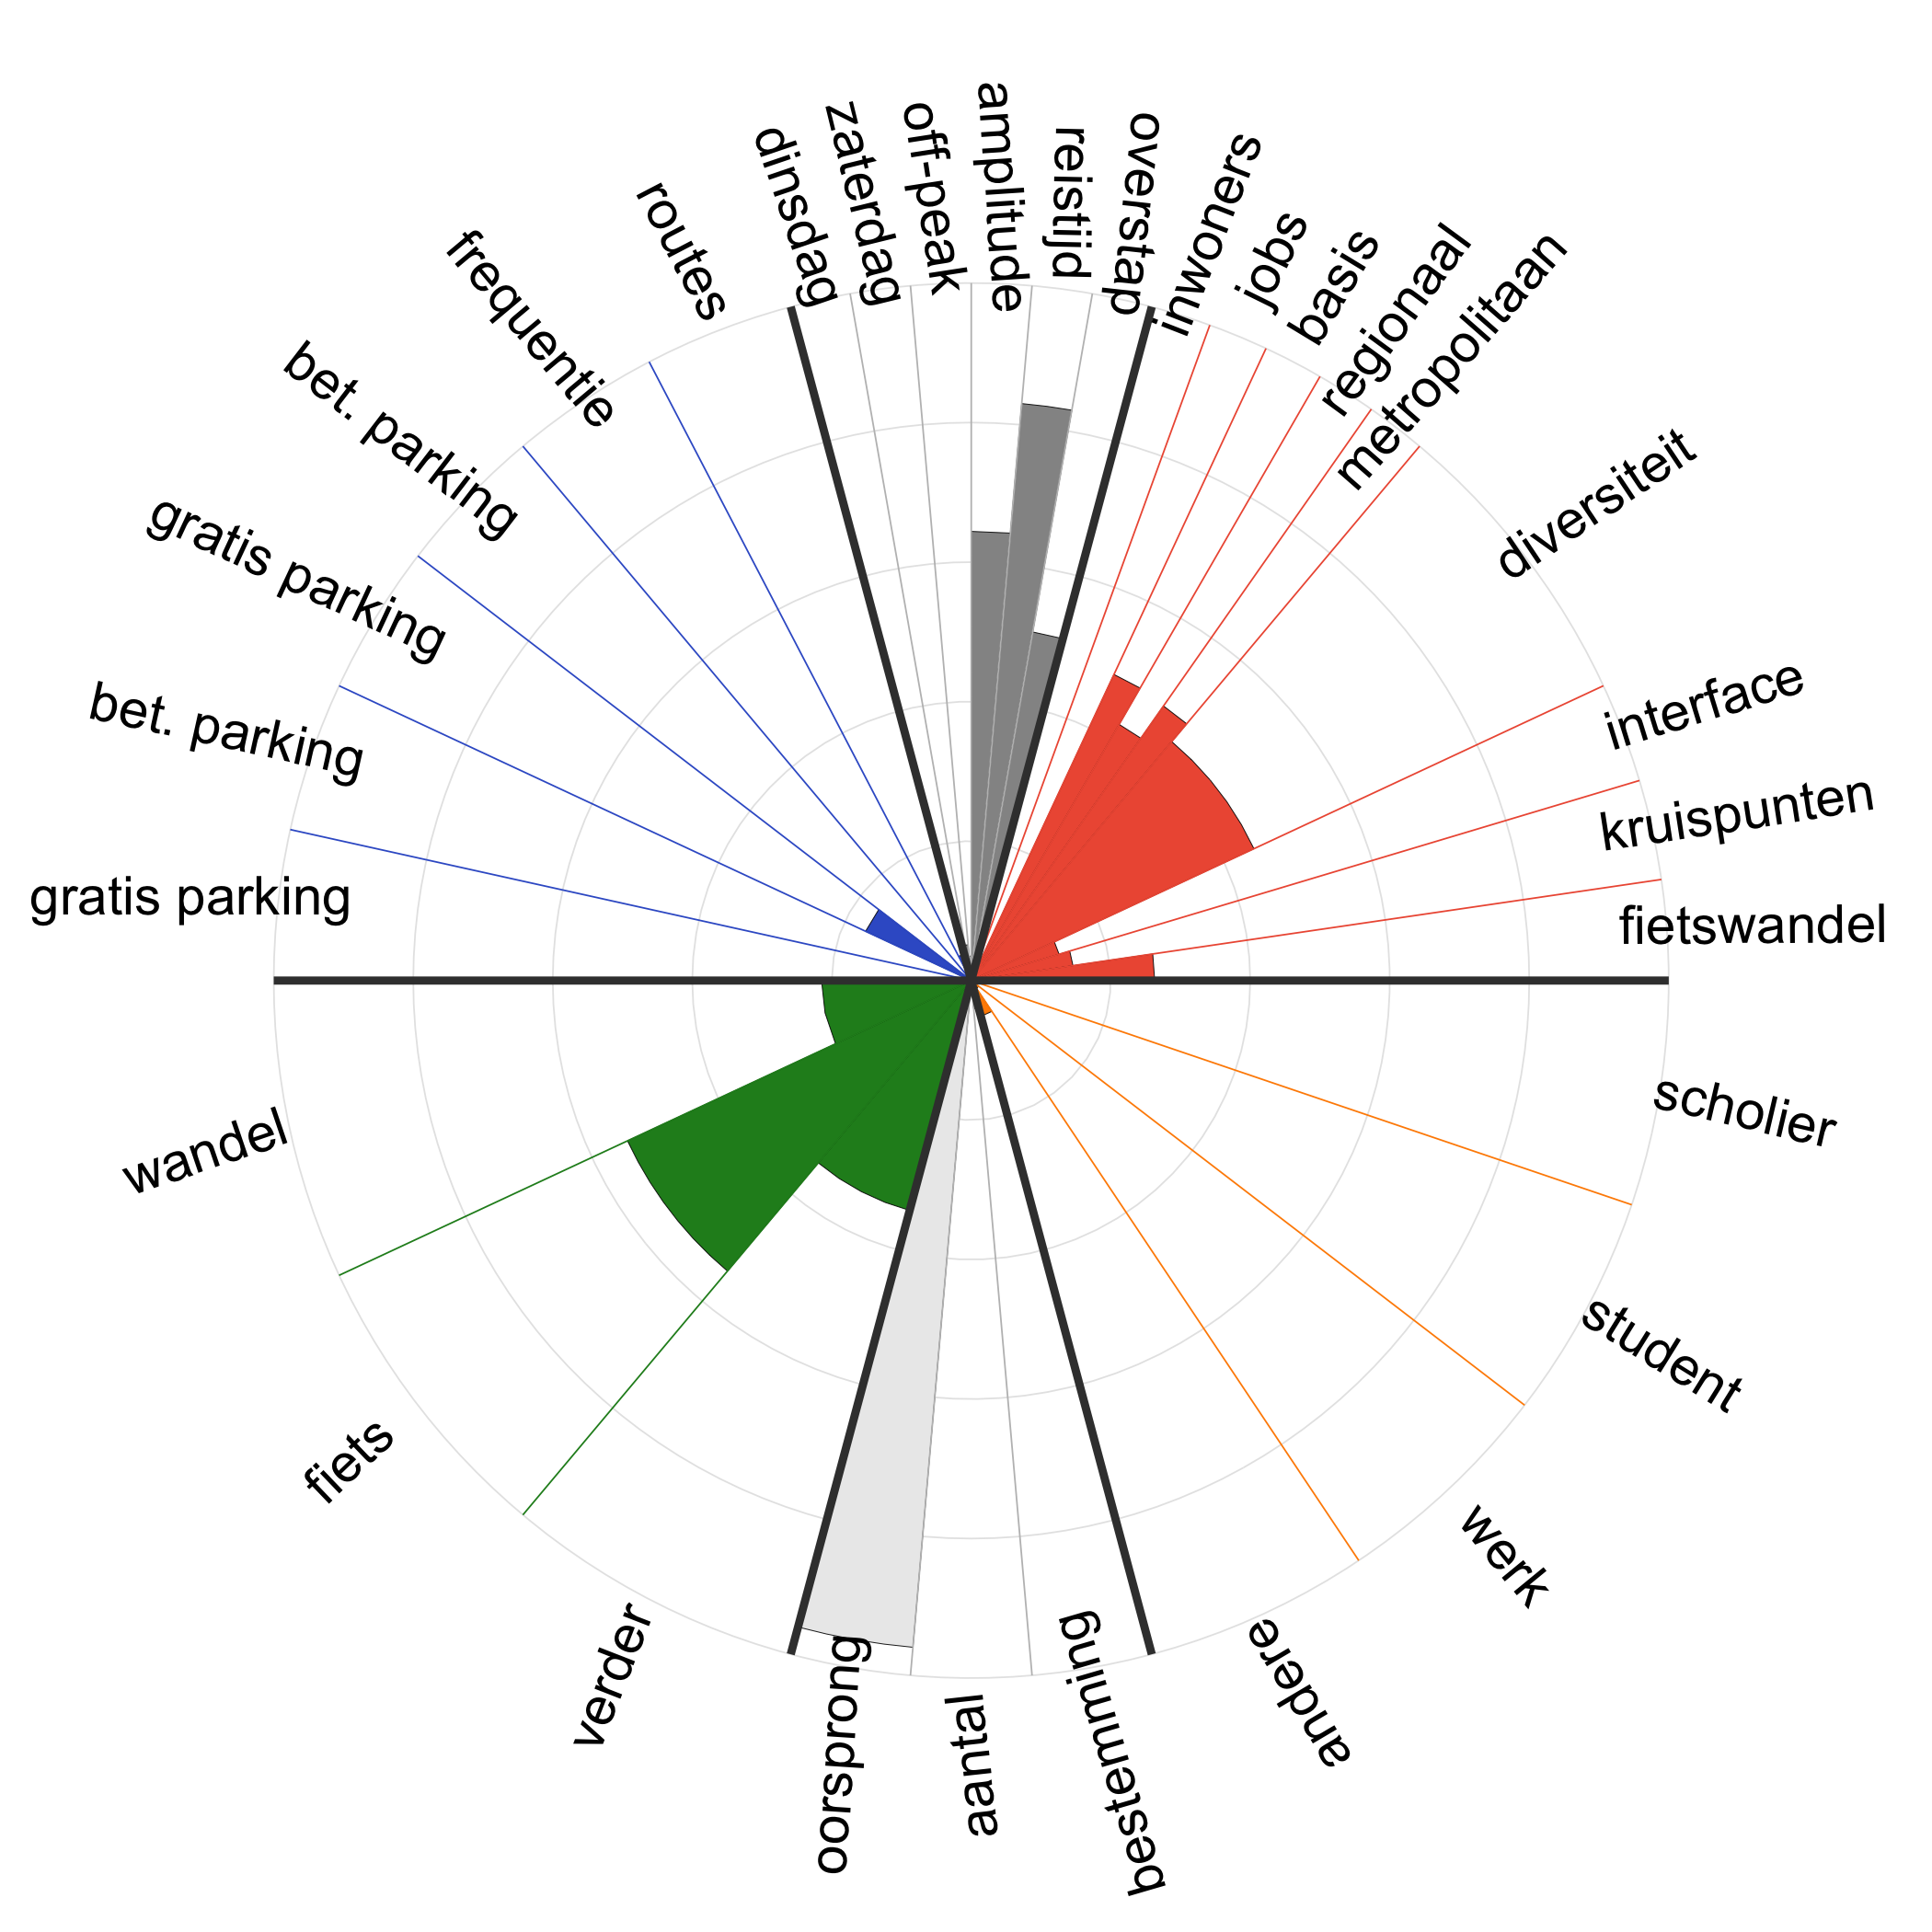 dinsdag
zaterdag
off-peak
amplitude
reistijd
overstap
inwoners
jobs
basis
regionaal
metropolitaan
diversiteit
interface
kruispunten
fietswandel
scholier
student
werk
andere
bestemming
aantal
oorsprong
verder
fiets
wandel
gratis parking
bet. parking
gratis parking
bet. parking
frequentie
routes